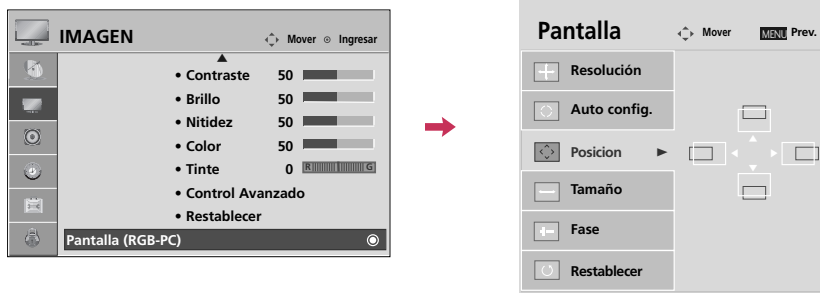 IMAGEN Mover Ingresar
• Contraste 50
• Brillo 50
• Nitidez 50
• Color 50
• Tinte 0 R G
• Control Avanzado
• Restablecer
Pantalla (RGB-PC)
Pantalla Mover MENU Prev.
Resolución
Auto config.
Posicion
Tamaño
Fase
Restablecer